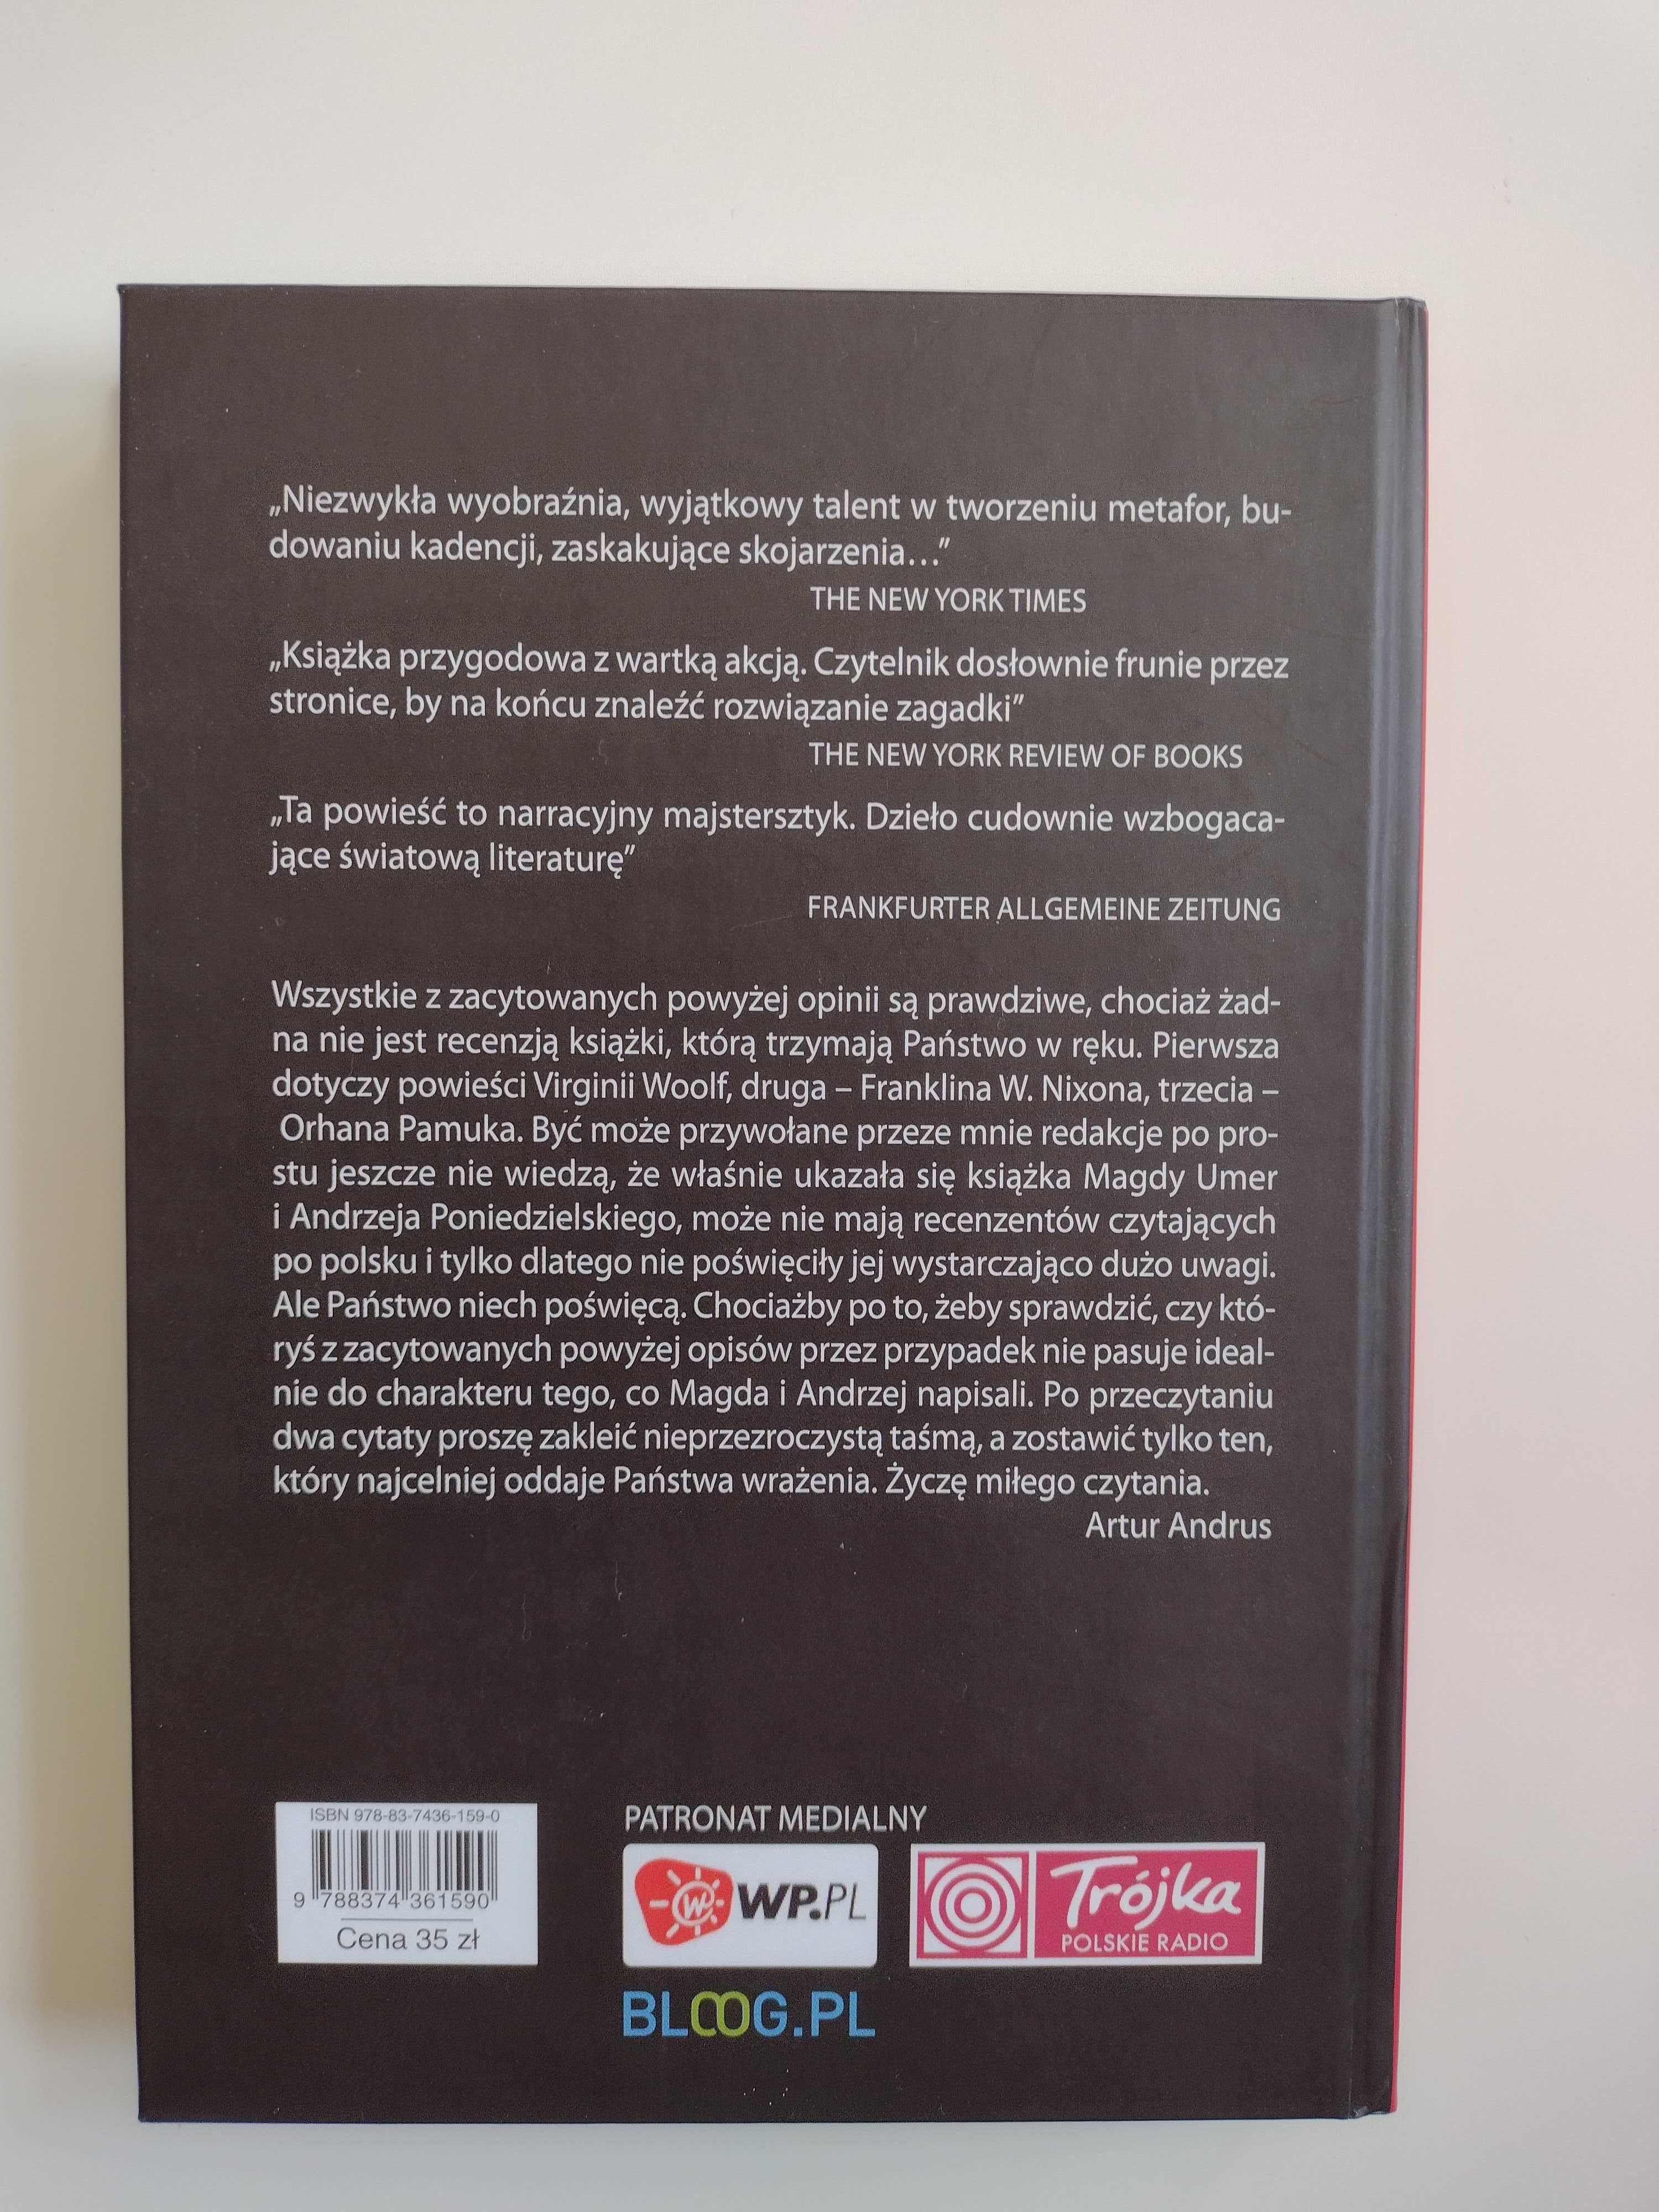 „Niezwykła wyobraźnia, wyjątkowy talent w tworzeniu metafor, bu-
dowaniu kadencji, zaskakujące skojarzenia…”
THE NEW YORK TIMES
„Książka przygodowa z wartką akcją. Czytelnik dosłownie frunie przez
stronice, by na końcu znaleźć rozwiązanie zagadki”
THE NEW YORK REVIEW OF BOOKS
„Ta powieść to narracyjny majstersztyk. Dzieło cudownie wzbogaca-
jące światową literaturę”
FRANKFURTER ALLGEMEINE ZEITUNG
Wszystkie z zacytowanych powyżej opinii są prawdziwe, chociaż żad-
na nie jest recenzją książki, którą trzymają Państwo w ręku. Pierwsza
dotyczy powieści Virginii Woolf, druga – Franklina W. Nixona, trzecia –
Orhana Pamuka. Być może przywołane przeze mnie redakcje po pro-
stu jeszcze nie wiedzą, że właśnie ukazała się książka Magdy Umer
i Andrzeja Poniedzielskiego, może nie mają recenzentów czytających
po polsku i tylko dlatego nie poświęciły jej wystarczająco dużo uwagi.
Ale Państwo niech poświęcą. Chociażby po to, żeby sprawdzić, czy któ-
ryś z zacytowanych powyżej opisów przez przypadek nie pasuje ideal-
nie do charakteru tego, co Magda i Andrzej napisali. Po przeczytaniu
dwa cytaty proszę zakleić nieprzezroczystą taśmą, a zostawić tylko ten,
który najcelniej oddaje Państwa wrażenia. Życzę miłego czytania.
Artur Andrus
ISBN 978-83-7436-159-0
9 788374 361590
Cena 35 zł
PATRONAT MEDIALNY
W WP.PL
Trójka
POLSKIE RADIO
BLOOG.PL